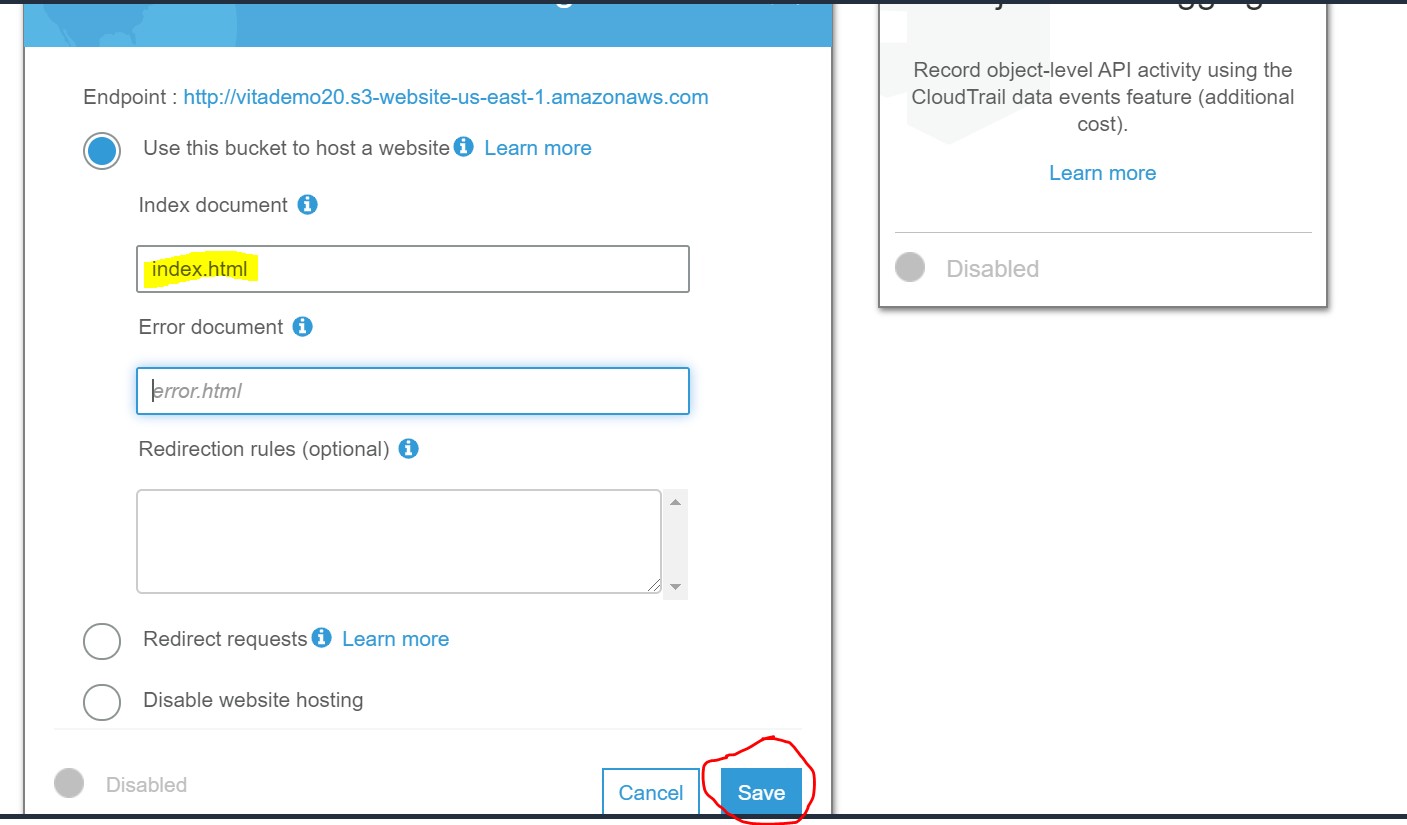 Endpoint : http://vitademo20.s3-website-us-east-1.amazonaws.com
Use this bucket to host a website Learn more
Index document
index.html
Error document
error.html
Redirection rules (optional)
Redirect requests Learn more
Disable website hosting
Disabled
Cancel
Save
Record object-level API activity using the
CloudTrail data events feature (additional
cost).
Learn more
Disabled